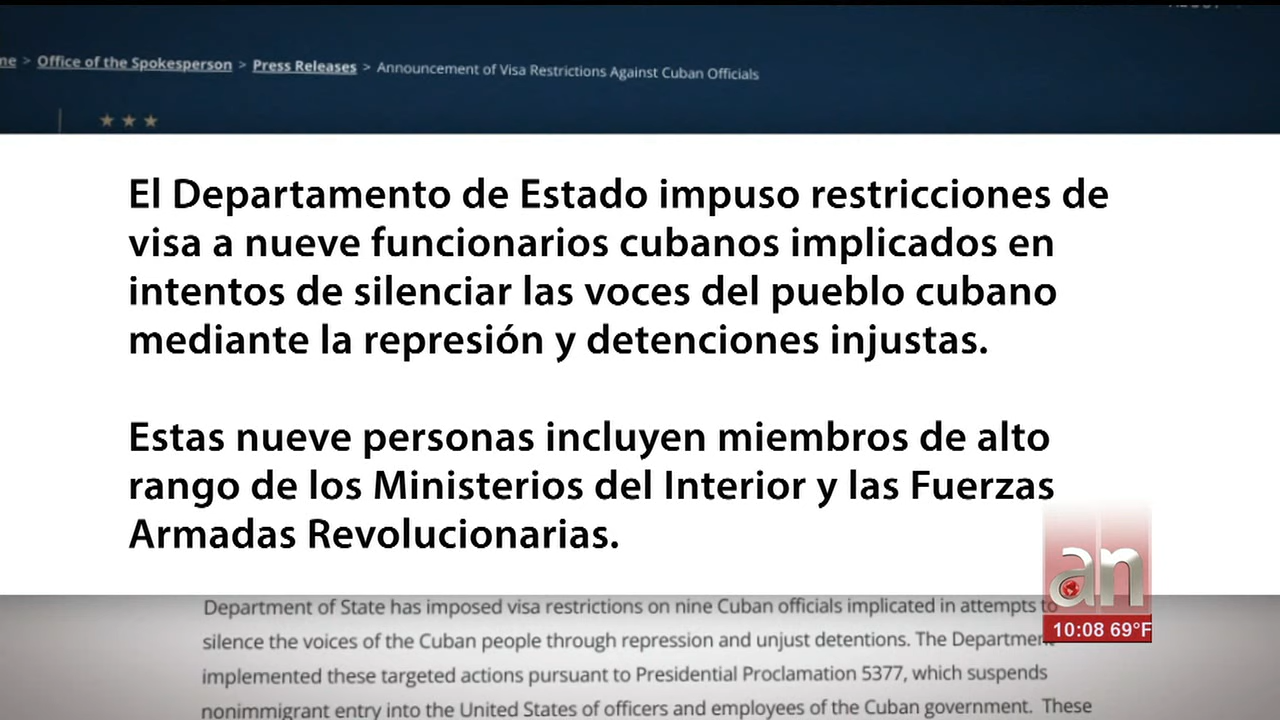 me > Office of the Spokesperson > Press Releases > Announcement of Visa Restrictions Against Cuban Officials
El Departamento de Estado impuso restricciones de
visa a nueve funcionarios cubanos implicados en
intentos de silenciar las voces del pueblo cubano
mediante la represión y detenciones injustas.
Estas nueve personas incluyen miembros de alto
rango de los Ministerios del Interior y las Fuerzas
Armadas Revolucionarias.
an
10:08 69°F
Department of State has imposed visa restrictions on nine Cuban officials implicated in attempts to
silence the voices of the Cuban people through repression and unjust detentions. The Department
implemented these targeted actions pursuant to Presidential Proclamation 5377, which suspends
nonimmigrant entry into the United States of officers and employees of the Cuban government. These